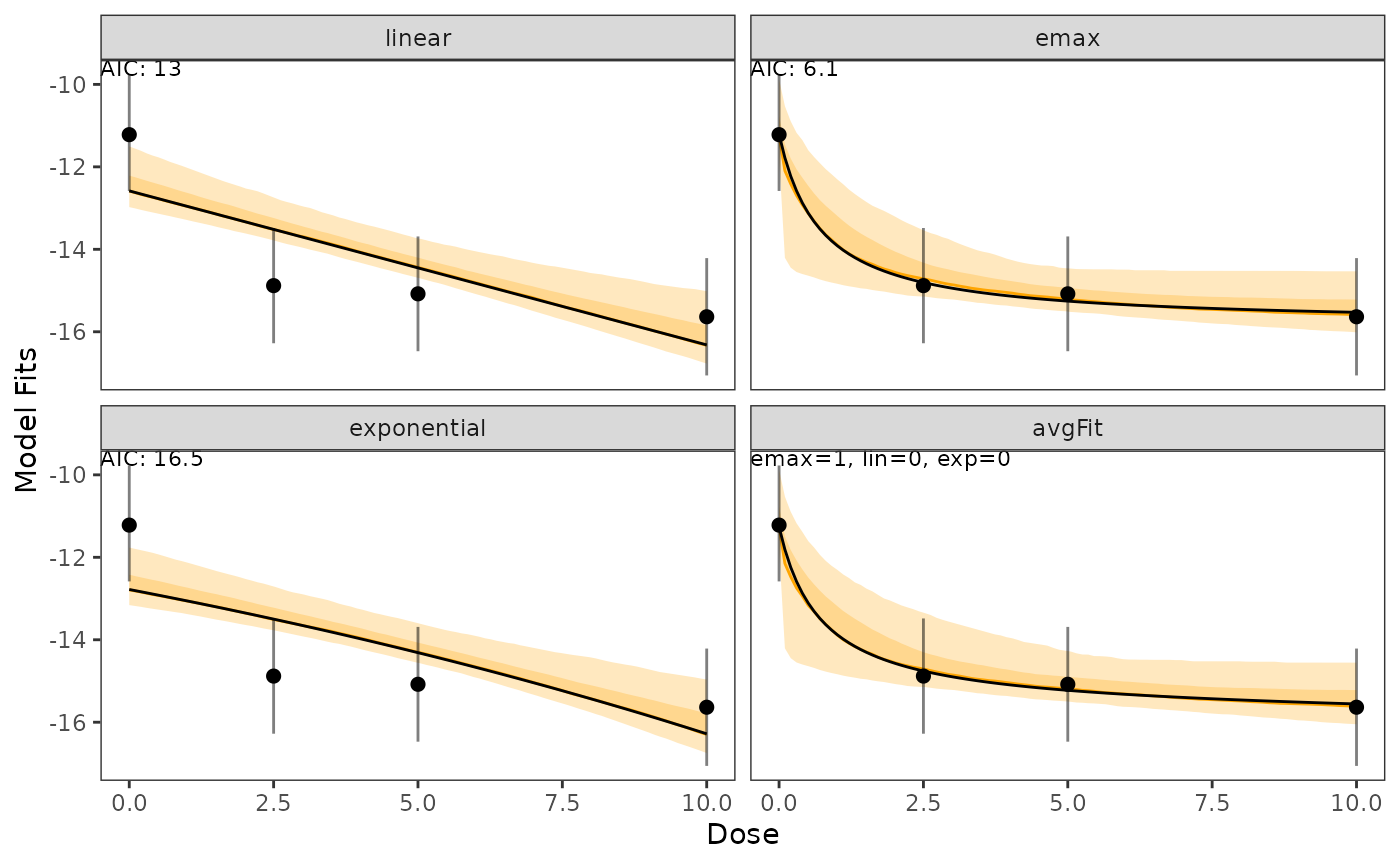 linear
emax
AIC: 13
AIC: 6.1
-10
-12
-14
-16
exponential
avgFit
AIC: 16.5
emax=1, lin=0, exp=0
-10
-12
-14
-16
0.0
2.5
5.0
7.5
10.0
0.0
2.5
5.0
7.5
10.0
Dose
Model Fits